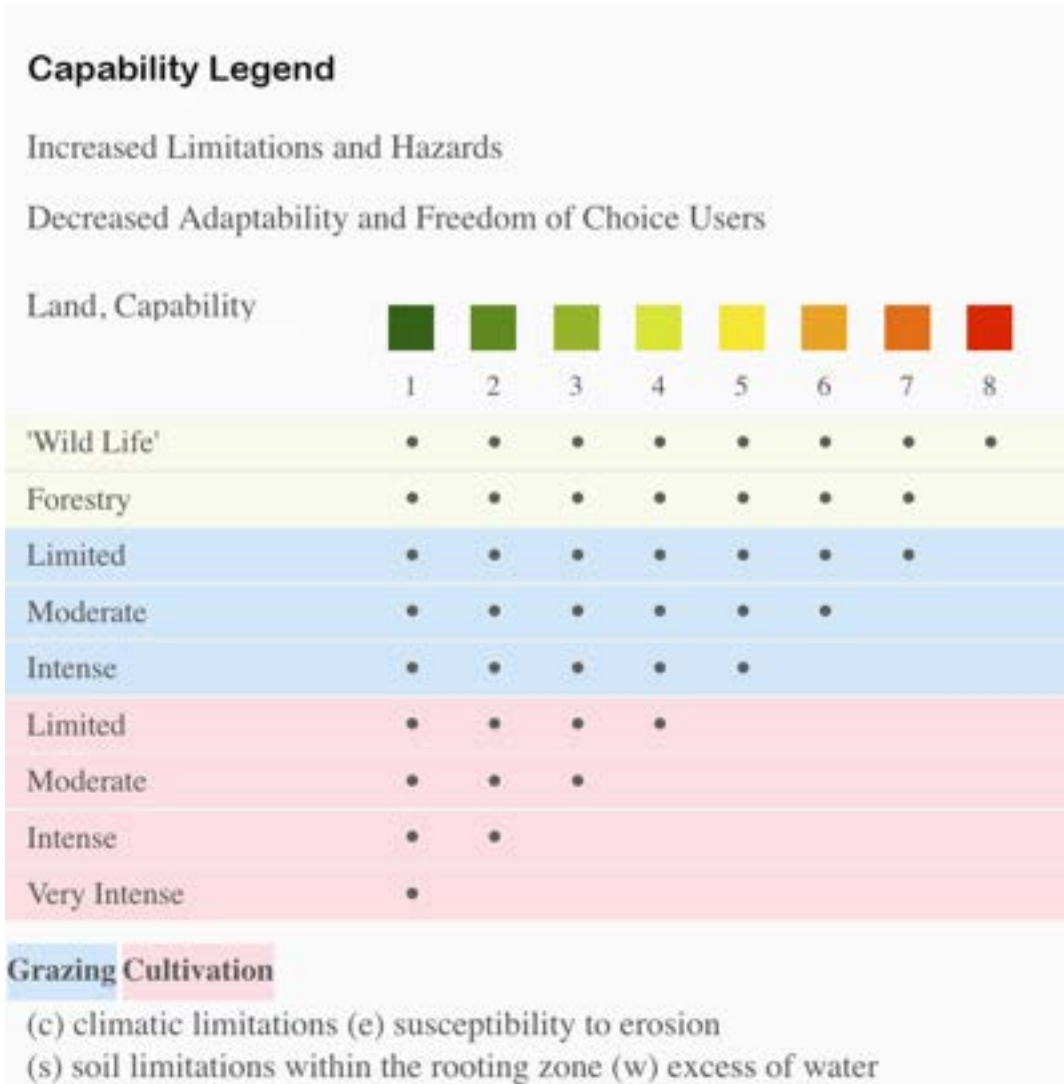 Capability Legend
Increased Limitations and Hazards
Decreased Adaptability and Freedom of Choice Users
Land, Capability
1 2 3 4 5 6 7 8
'Wild Life'
Forestry
Limited
Moderate
Intense
Limited
Moderate
Intense
Very Intense
Grazing Cultivation
(c) climatic limitations (e) susceptibility to erosion
(s) soil limitations within the rooting zone (w) excess of water